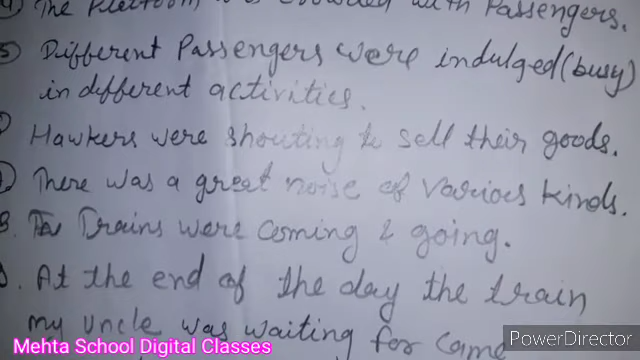 The Platform was crowded with Passengers.
5 Different Passengers were indulged (busy)
in different activities.
Hawkers were shouting to sell their goods.
There was a great noise of various kinds.
8. Trains were coming & going.
. At the end of the day the train
my uncle was waiting for came
Mehta School Digital Classes
PowerDirector